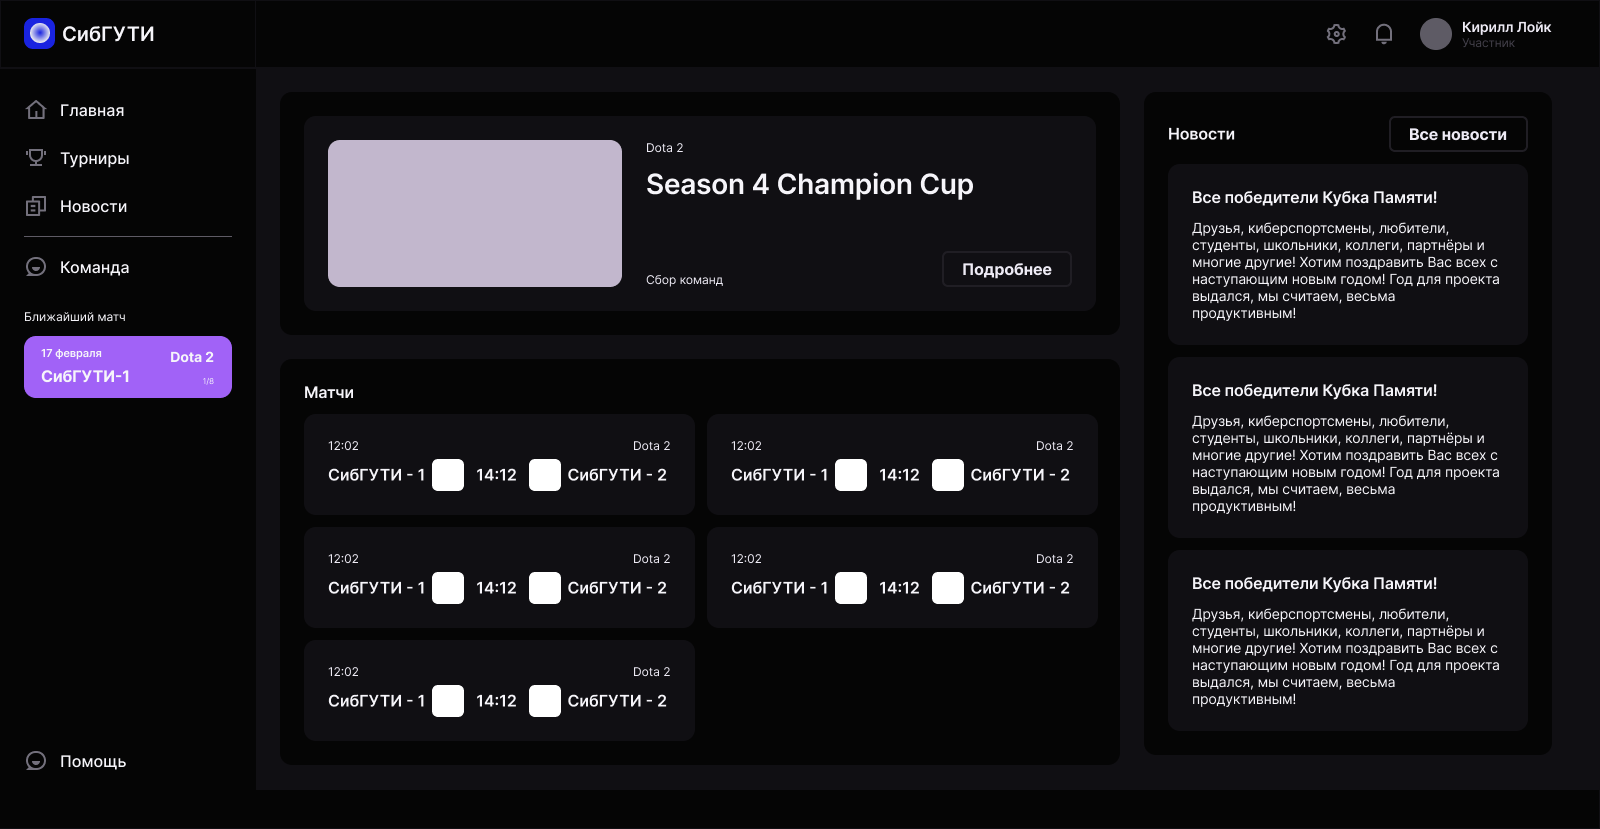 СибГУТИ
Кирилл Лойк
Участник
Главная
Турниры
Новости
Команда
Ближайший матч
17 февраля
Dota 2
СибГУТИ-1
1/8
Помощь
Dota 2
Season 4 Champion Cup
Сбор команд
Подробнее
Матчи
12:02 Dota 2
СибГУТИ - 1 14:12 СибГУТИ - 2
12:02 Dota 2
СибГУТИ - 1 14:12 СибГУТИ - 2
12:02 Dota 2
СибГУТИ - 1 14:12 СибГУТИ - 2
12:02 Dota 2
СибГУТИ - 1 14:12 СибГУТИ - 2
12:02 Dota 2
СибГУТИ - 1 14:12 СибГУТИ - 2
Новости
Все новости
Все победители Кубка Памяти!
Друзья, киберспортсмены, любители,
студенты, школьники, коллеги, партнёры и
многие другие! Хотим поздравить Вас всех с
наступающим новым годом! Год для проекта
выдался, мы считаем, весьма
продуктивным!
Все победители Кубка Памяти!
Друзья, киберспортсмены, любители,
студенты, школьники, коллеги, партнёры и
многие другие! Хотим поздравить Вас всех с
наступающим новым годом! Год для проекта
выдался, мы считаем, весьма
продуктивным!
Все победители Кубка Памяти!
Друзья, киберспортсмены, любители,
студенты, школьники, коллеги, партнёры и
многие другие! Хотим поздравить Вас всех с
наступающим новым годом! Год для проекта
выдался, мы считаем, весьма
продуктивным!